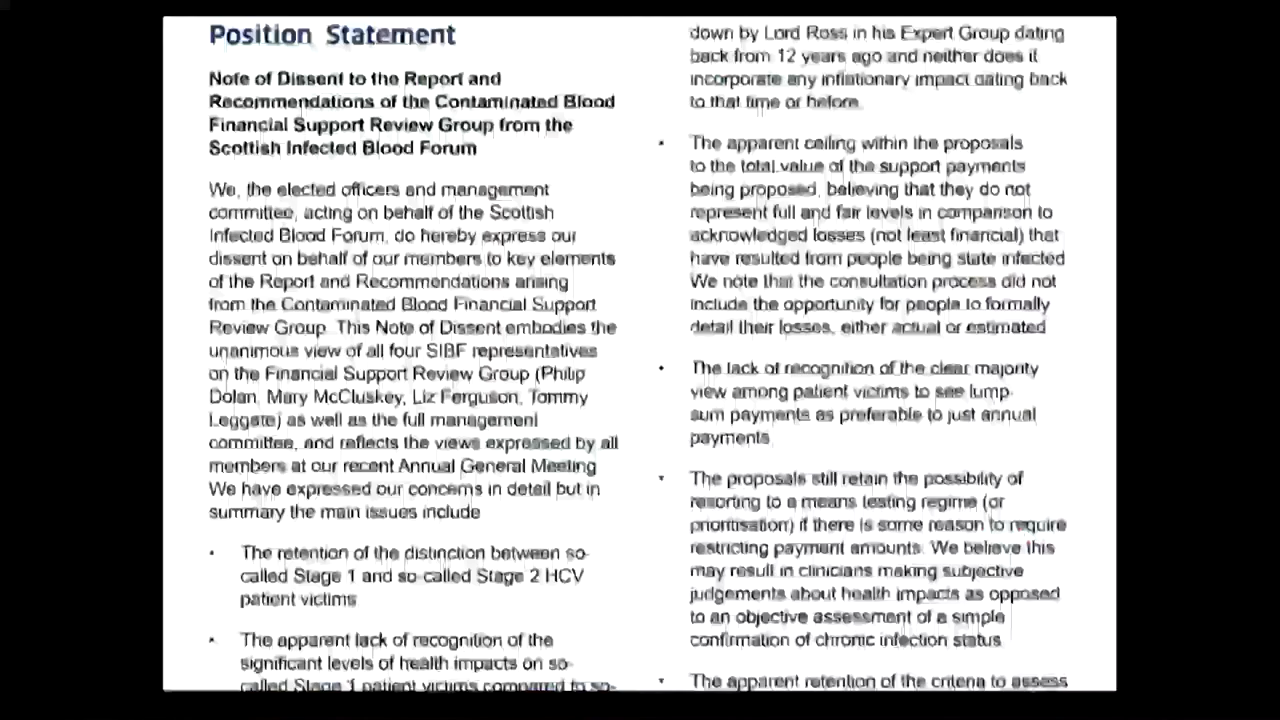 Position Statement
Note of Dissent to the Report and
Recommendations of the Contaminated Blood
Financial Support Review Group from the
Scottish Infected Blood Forum
We, the elected officers and management
committee, acting on behalf of the Scottish
Infected Blood Forum, do hereby express our
dissent on behalf of our members to key elements
of the Report and Recommendations arising
from the Contaminated Blood Financial Support
Review Group. This Note of Dissent embodies the
unanimous view of all four SIBF representatives
on the Financial Support Review Group (Philip
Dolan, Mary McCluskey, Liz Ferguson, Tommy
Leggate) as well as the full management
committee, and reflects the views expressed by all
members at our recent Annual General Meeting
We have expressed our concerns in detail but in
summary the main issues include
• The retention of the distinction between so-
called Stage 1 and so-called Stage 2 HCV
patient victims
• The apparent lack of recognition of the
significant levels of health impacts on so-
called Stage 1 patient victims compared to so-
down by Lord Ross in his Expert Group dating
back from 12 years ago and neither does it
incorporate any inflationary impact dating back
to that time or before
• The apparent ceiling within the proposals
to the total value of the support payments
being proposed, believing that they do not
represent full and fair levels in comparison to
acknowledged losses (not least financial) that
have resulted from people being state infected
We note that the consultation process did not
include the opportunity for people to formally
detail their losses, either actual or estimated
• The lack of recognition of the clear majority
view among patient victims to see lump-
sum payments as preferable to just annual
payments
• The proposals still retain the possibility of
resorting to a means testing regime (or
prioritisation) if there is some reason to require
restricting payment amounts. We believe this
may result in clinicians making subjective
judgements about health impacts as opposed
to an objective assessment of a simple
confirmation of chronic infection status
• The apparent retention of the criteria to assess